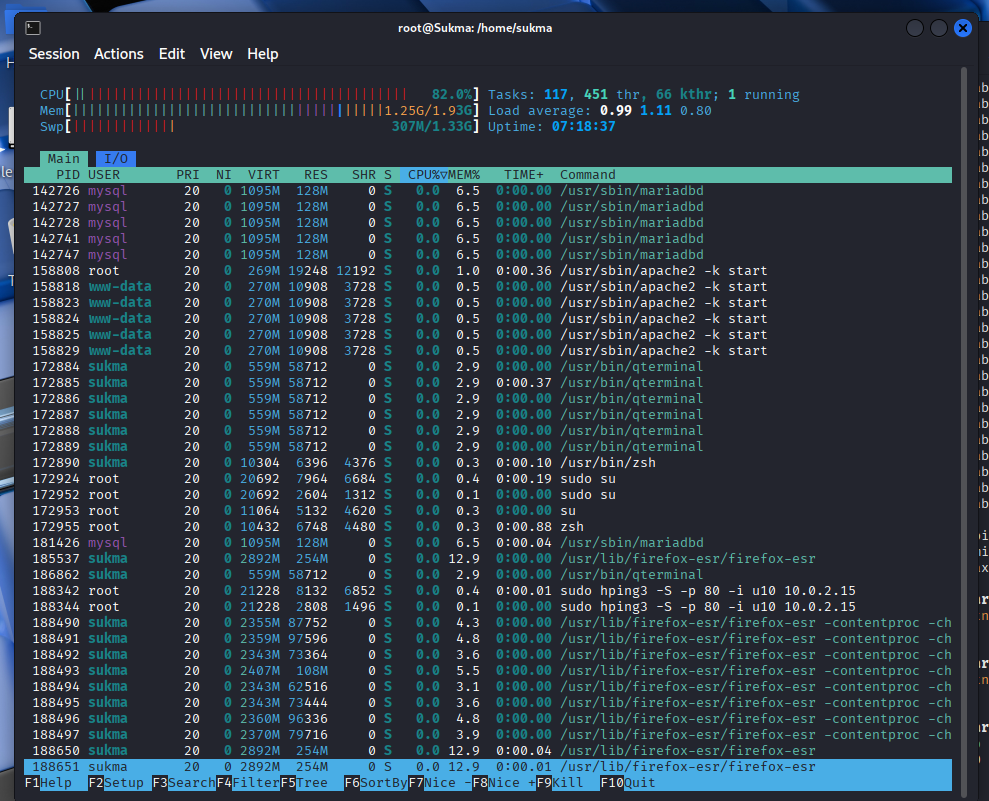 root@Sukma: /home/sukma
Session Actions Edit View Help
CPU[||||||||||||||||||||||||||||||||||||||||| 82.0%] Tasks: 117, 451 thr, 66 kthr; 1 running
Mem[|||||||||||||||||||||||||||||||||||||||1.25G/1.93G] Load average: 0.99 1.11 0.80
Swp[||||||||||||| 307M/1.33G] Uptime: 07:18:37
Main I/O
PID USER PRI NI VIRT RES SHR S CPU%▽MEM% TIME+ Command
142726 mysql 20 0 1095M 128M 0 S 0.0 6.5 0:00.00 /usr/sbin/mariadbd
142727 mysql 20 0 1095M 128M 0 S 0.0 6.5 0:00.00 /usr/sbin/mariadbd
142728 mysql 20 0 1095M 128M 0 S 0.0 6.5 0:00.00 /usr/sbin/mariadbd
142741 mysql 20 0 1095M 128M 0 S 0.0 6.5 0:00.00 /usr/sbin/mariadbd
142747 mysql 20 0 1095M 128M 0 S 0.0 6.5 0:00.00 /usr/sbin/mariadbd
158808 root 20 0 269M 19248 12192 S 0.0 1.0 0:00.36 /usr/sbin/apache2 -k start
158818 www-data 20 0 270M 10908 3728 S 0.0 0.5 0:00.00 /usr/sbin/apache2 -k start
158823 www-data 20 0 270M 10908 3728 S 0.0 0.5 0:00.00 /usr/sbin/apache2 -k start
158824 www-data 20 0 270M 10908 3728 S 0.0 0.5 0:00.00 /usr/sbin/apache2 -k start
158825 www-data 20 0 270M 10908 3728 S 0.0 0.5 0:00.00 /usr/sbin/apache2 -k start
158829 www-data 20 0 270M 10908 3728 S 0.0 0.5 0:00.00 /usr/sbin/apache2 -k start
172884 sukma 20 0 559M 58712 0 S 0.0 2.9 0:00.00 /usr/bin/qterminal
172885 sukma 20 0 559M 58712 0 S 0.0 2.9 0:00.37 /usr/bin/qterminal
172886 sukma 20 0 559M 58712 0 S 0.0 2.9 0:00.00 /usr/bin/qterminal
172887 sukma 20 0 559M 58712 0 S 0.0 2.9 0:00.00 /usr/bin/qterminal
172888 sukma 20 0 559M 58712 0 S 0.0 2.9 0:00.00 /usr/bin/qterminal
172889 sukma 20 0 559M 58712 0 S 0.0 2.9 0:00.00 /usr/bin/qterminal
172890 sukma 20 0 10304 6396 4376 S 0.0 0.3 0:00.10 /usr/bin/zsh
172924 root 20 0 20692 7964 6684 S 0.0 0.4 0:00.19 sudo su
172952 root 20 0 20692 2604 1312 S 0.0 0.1 0:00.00 sudo su
172953 root 20 0 11064 5132 4620 S 0.0 0.3 0:00.00 su
172955 root 20 0 10432 6748 4480 S 0.0 0.3 0:00.88 zsh
181426 mysql 20 0 1095M 128M 0 S 0.0 6.5 0:00.04 /usr/sbin/mariadbd
185537 sukma 20 0 2892M 254M 0 S 0.0 12.9 0:00.00 /usr/lib/firefox-esr/firefox-esr
186862 sukma 20 0 559M 58712 0 S 0.0 2.9 0:00.00 /usr/bin/qterminal
188342 root 20 0 21228 8132 6852 S 0.0 0.4 0:00.01 sudo hping3 -S -p 80 -i u10 10.0.2.15
188344 root 20 0 21228 2808 1496 S 0.0 0.1 0:00.00 sudo hping3 -S -p 80 -i u10 10.0.2.15
188490 sukma 20 0 2355M 87752 0 S 0.0 4.3 0:00.00 /usr/lib/firefox-esr/firefox-esr -contentproc -ch
188491 sukma 20 0 2359M 97596 0 S 0.0 4.8 0:00.00 /usr/lib/firefox-esr/firefox-esr -contentproc -ch
188492 sukma 20 0 2343M 73364 0 S 0.0 3.6 0:00.00 /usr/lib/firefox-esr/firefox-esr -contentproc -ch
188493 sukma 20 0 2407M 108M 0 S 0.0 5.5 0:00.00 /usr/lib/firefox-esr/firefox-esr -contentproc -ch
188494 sukma 20 0 2343M 62516 0 S 0.0 3.1 0:00.00 /usr/lib/firefox-esr/firefox-esr -contentproc -ch
188495 sukma 20 0 2343M 73444 0 S 0.0 3.6 0:00.00 /usr/lib/firefox-esr/firefox-esr -contentproc -ch
188496 sukma 20 0 2360M 96336 0 S 0.0 4.8 0:00.00 /usr/lib/firefox-esr/firefox-esr -contentproc -ch
188497 sukma 20 0 2370M 79716 0 S 0.0 3.9 0:00.00 /usr/lib/firefox-esr/firefox-esr -contentproc -ch
188650 sukma 20 0 2892M 254M 0 S 0.0 12.9 0:00.04 /usr/lib/firefox-esr/firefox-esr
188651 sukma 20 0 2892M 254M 0 S 0.0 12.9 0:00.01 /usr/lib/firefox-esr/firefox-esr
F1Help F2Setup F3SearchF4FilterF5Tree F6SortByF7Nice -F8Nice +F9Kill F10Quit